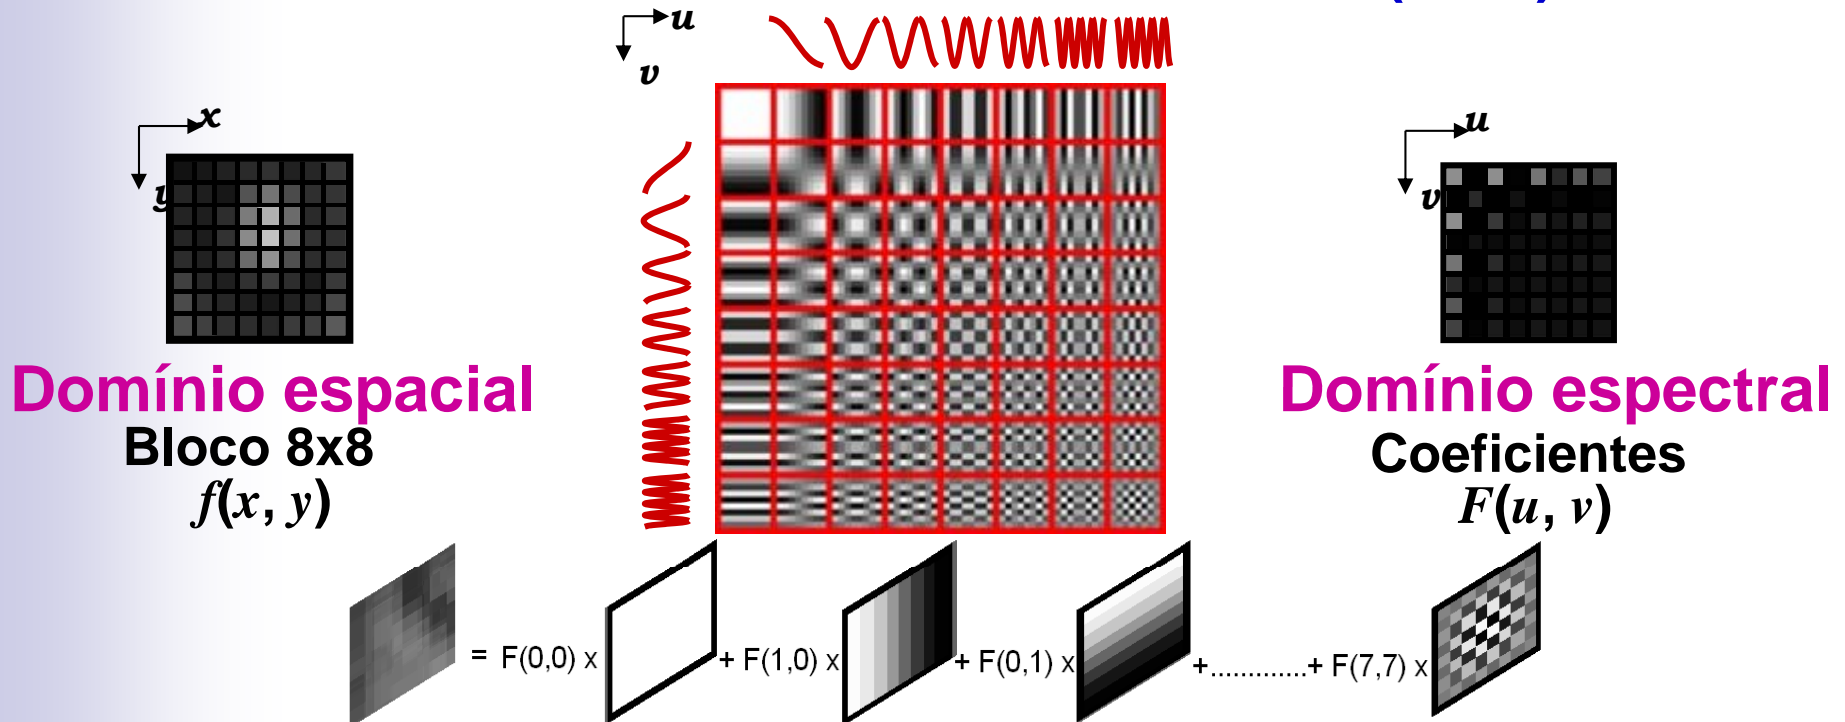 u
v
x
y
u
v
Domínio espacial
Bloco 8x8
f(x, y)
Domínio espectral
Coeficientes
F(u, v)
= F(0,0) x + F(1,0) x + F(0,1) x +.............+ F(7,7) x